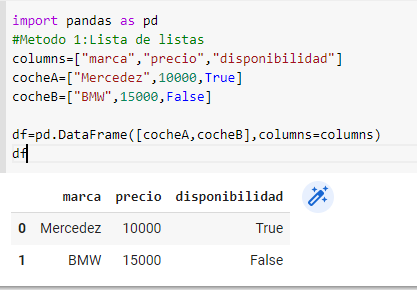 import pandas as pd
#Metodo 1:Lista de listas
columns=["marca","precio","disponibilidad"]
cocheA=["Mercedez",10000,True]
cocheB=["BMW",15000,False]
df=pd.DataFrame([cocheA,cocheB],columns=columns)
df
marca precio disponibilidad
0 Mercedez 10000 True
1 BMW 15000 False